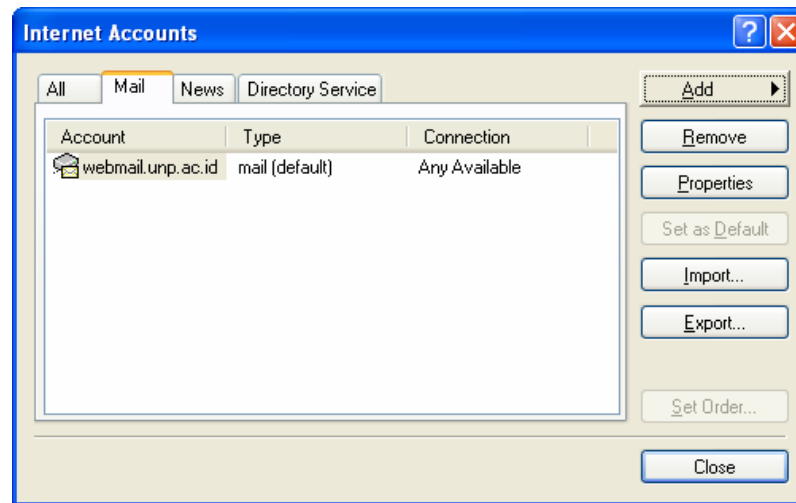 Internet Accounts
All Mail News Directory Service
Add
Remove
Properties
Set as Default
Import...
Export...
Set Order...
Close
Account Type Connection
webmail.unp.ac.id mail (default) Any Available